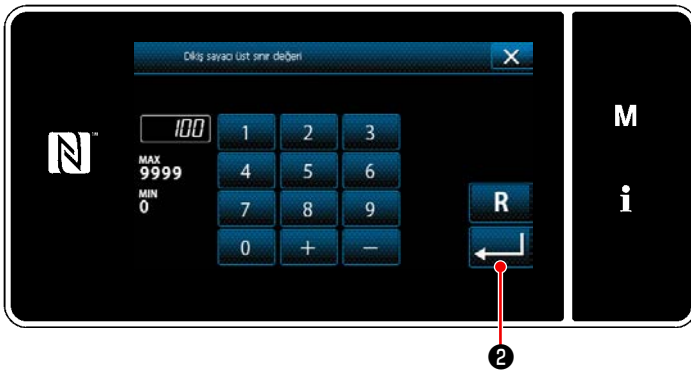 Dikiş sayacı üst sınır değeri
100
1 2 3
M
MAX
9999
4 5 6
MIN
0
7 8 9
R
i
0 + −
❷